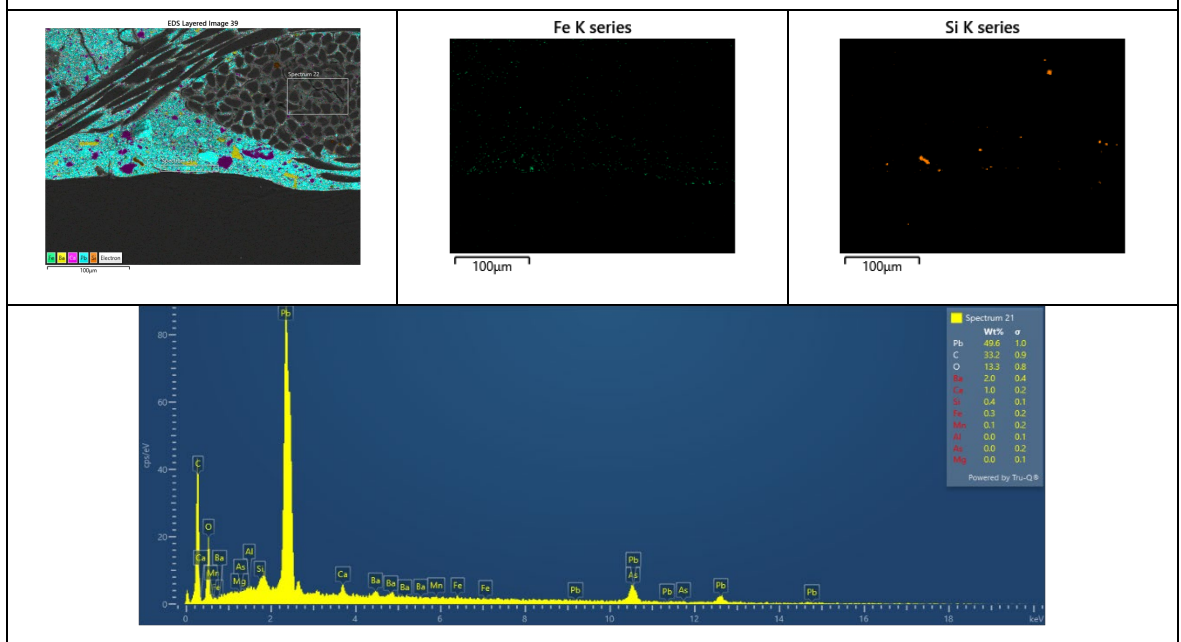 EDS Layered Image 39
Spectrum 22
Fe Ba Ca Pb Si Electron
100μm
Fe K series
100μm
Si K series
100μm
cps/eV
80
60
40
20
0
Pb
C
O
Ca Ba
Mn
As
Al
Mg
Si
Ca
Ba
Ba
Ba
Ba
Mn
Fe
Fe
Pb
Pb
As
Pb
As
Pb
Pb
0 2 4 6 8 10 12 14 16 18 keV
Spectrum 21
Wt% σ
Pb 49.6 1.0
C 33.2 0.9
O 13.3 0.8
Ba 2.0 0.4
Ca 1.0 0.2
Si 0.4 0.1
Fe 0.3 0.2
Mn 0.1 0.2
Al 0.0 0.1
As 0.0 0.2
Mg 0.0 0.1
Powered by Tru-Q®